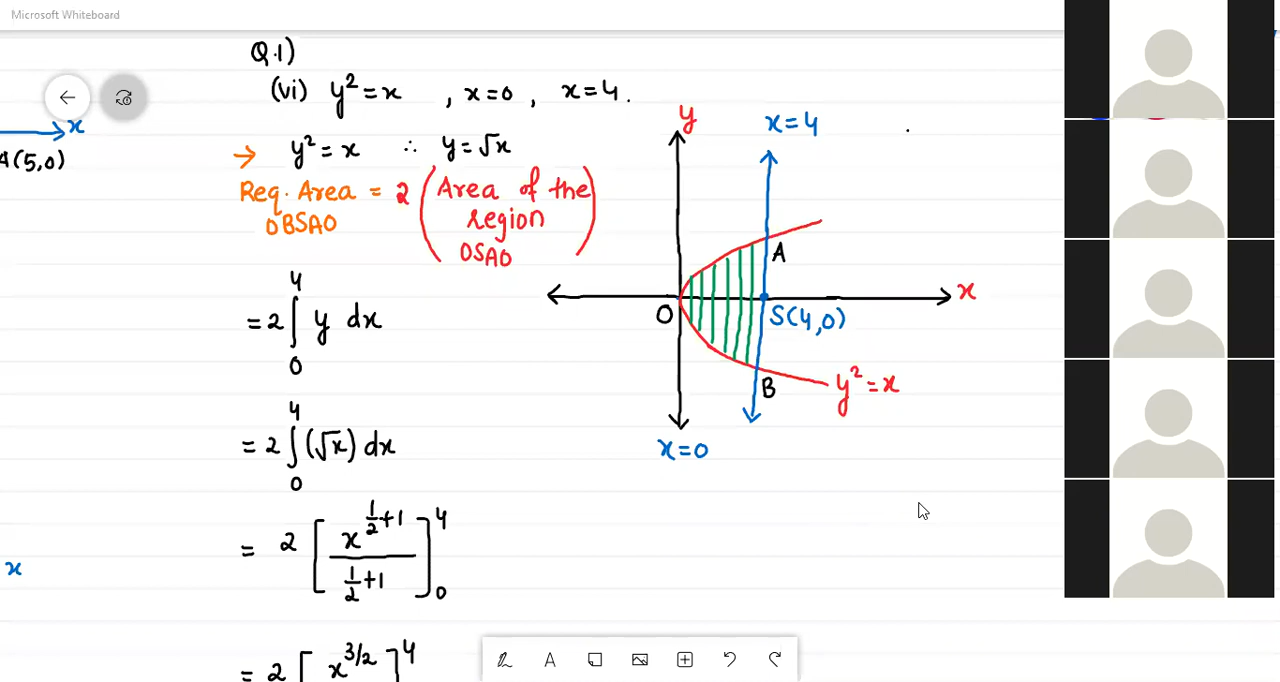 Microsoft Whiteboard
Q.1)
(vi) y² = x , x=0 , x=4.
→ y² = x ∴ y = √x
Req. Area = 2 (Area of the
region
OBSAO
OSAO)
= 2 ∫₀⁴ y dx
= 2 ∫₀⁴ (√x) dx
= 2 [x^(1/2+1) / (1/2+1)]₀⁴
= 2 [x^(3/2) ]⁴
x
A(5,0)
x
y
x=4
A
x
O
S(4,0)
B
y² = x
x=0
A